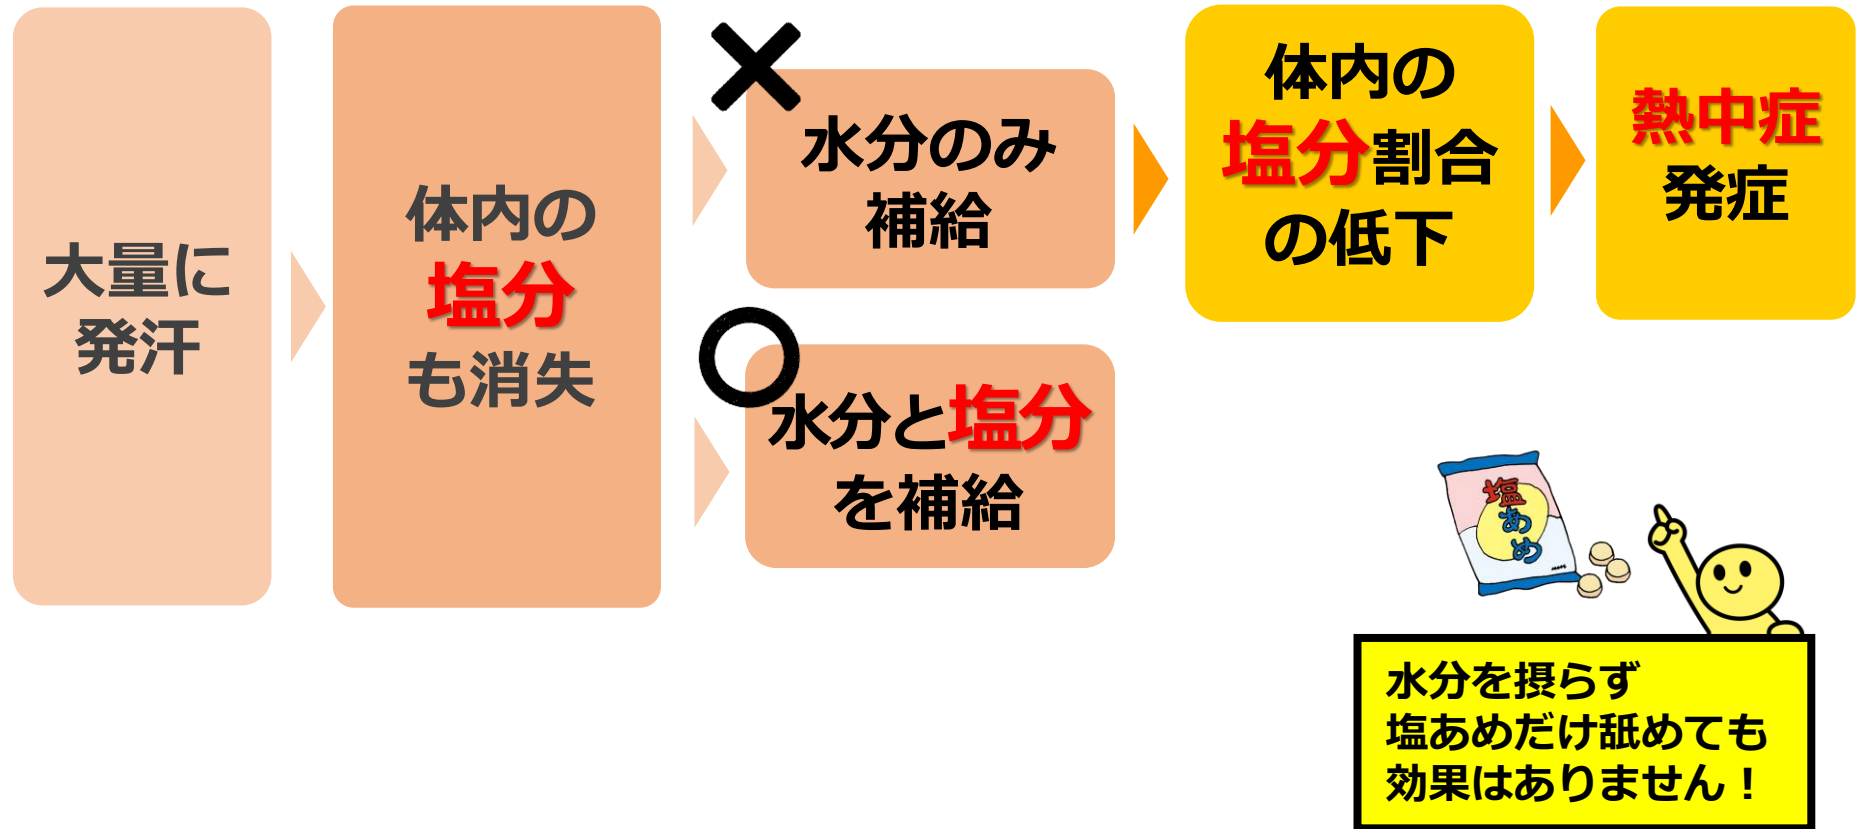 大量に
発汗
体内の
塩分
も消失
水分のみ
補給
体内の
塩分割合
の低下
熱中症
発症
水分と塩分
を補給
塩
あ
め
水分を摂らず
塩あめだけ舐めても
効果はありません！